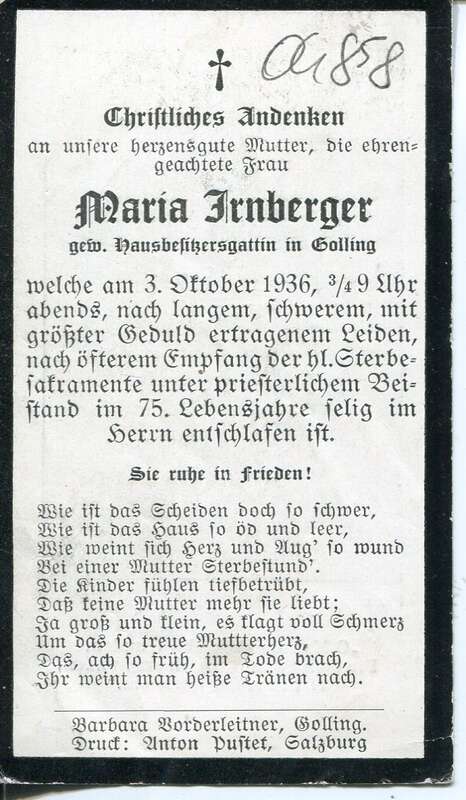 Or 858
Christliches Andenken
an unsere herzensgute Mutter, die ehren-
geachtete Frau
Maria Irnberger
gew. Hausbesitzersgattin in Golling
welche am 3. Oktober 1936, ¾ 9 Uhr
abends, nach langem, schwerem, mit
größter Geduld ertragenem Leiden,
nach öfterem Empfang der hl. Sterbe-
sakramente unter priesterlichem Bei-
stand im 75. Lebensjahre selig im
Herrn entschlafen ist.
Sie ruhe in Frieden!
Wie ist das Scheiden doch so schwer,
Wie ist das Haus so öd und leer,
Wie weint sich Herz und Aug' so wund
Bei einer Mutter Sterbestund'.
Die Kinder fühlen tiefbetrübt,
Daß keine Mutter mehr sie liebt;
Ja groß und klein, es klagt voll Schmerz
Um das so treue Muttterherz,
Das, ach so früh, im Tode brach,
Ihr weint man heiße Tränen nach.
Barbara Vorderleitner, Golling.
Druck: Anton Pustet, Salzburg